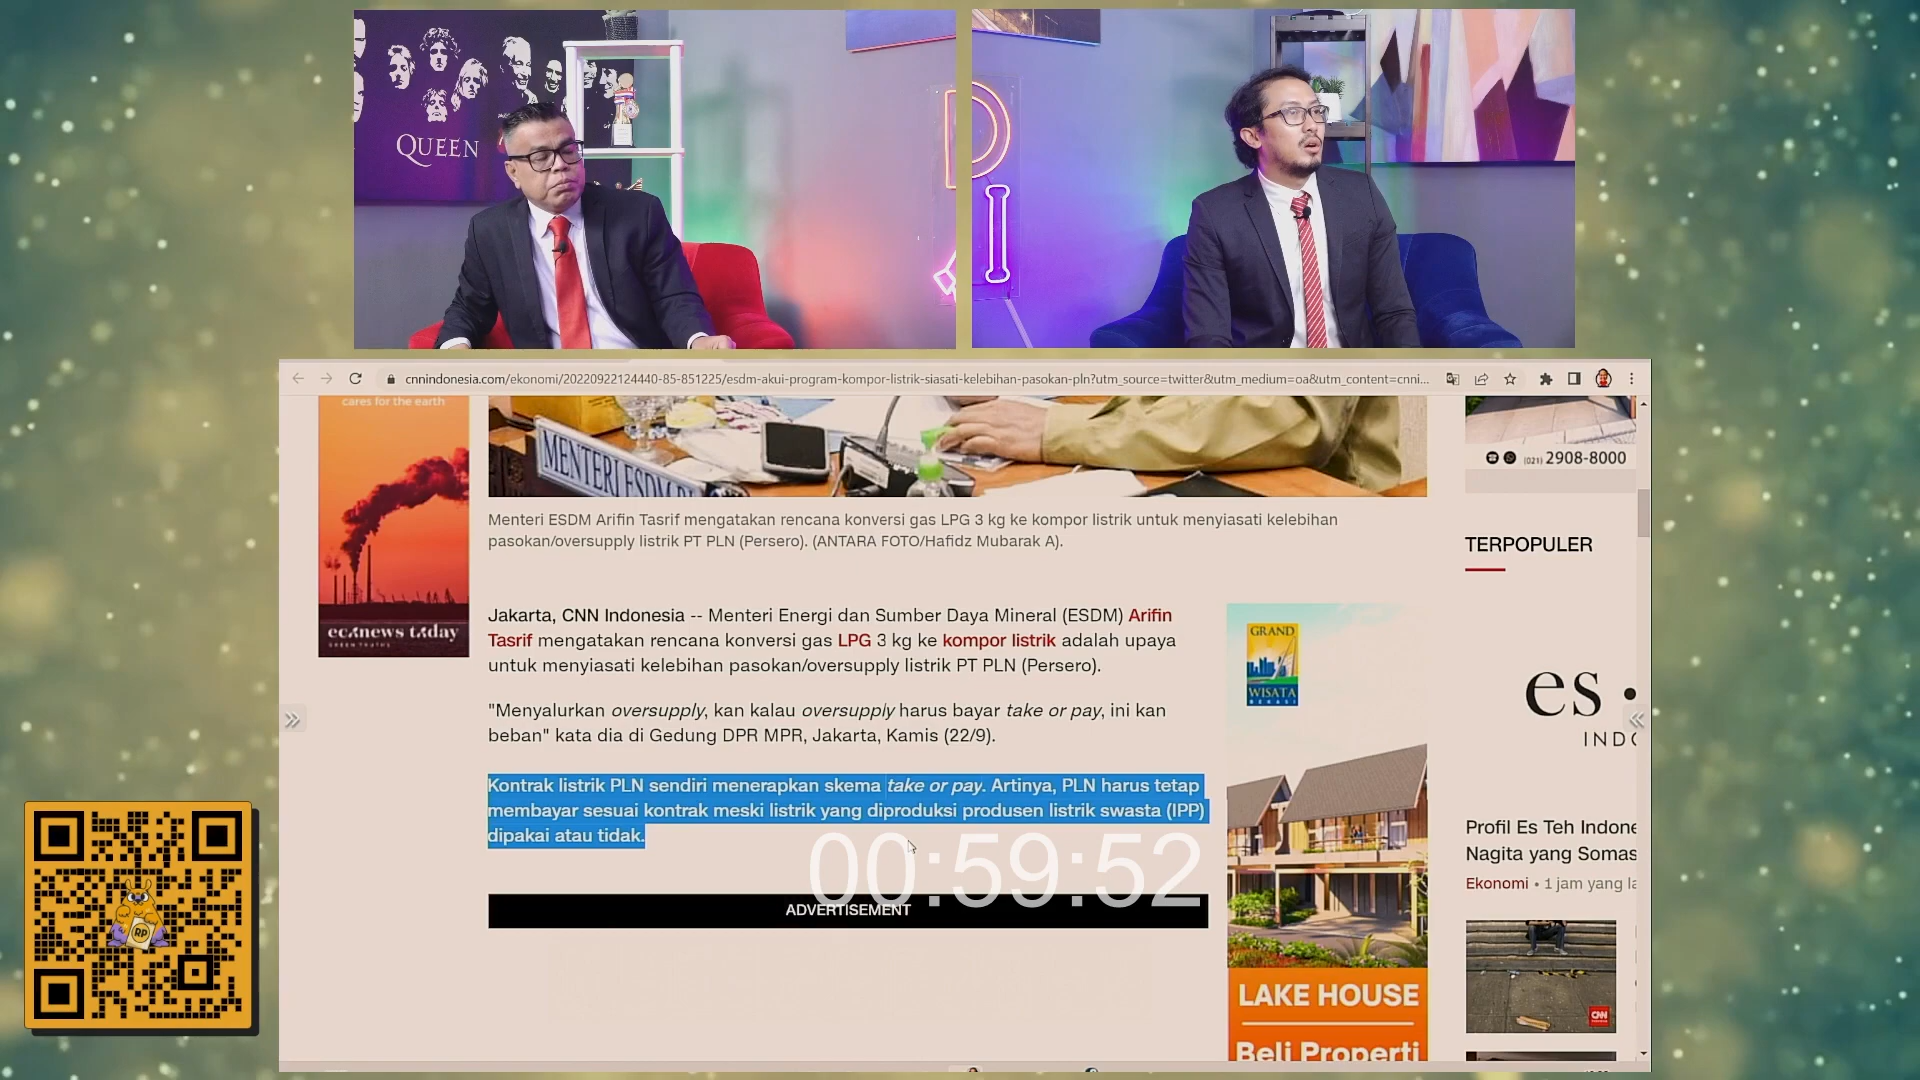 QUEEN
cnnindonesia.com/ekonomi/20220922124440-85-851225/esdm-akui-program-kompor-listrik-siasati-kelebihan-pasokan-pln?utm_source=twitter&utm_medium=oa&utm_content=cnni...
cares for the earth
MENTERI ESDM
(021) 2908-8000
Menteri ESDM Arifin Tasrif mengatakan rencana konversi gas LPG 3 kg ke kompor listrik untuk menyiasati kelebihan
pasokan/oversupply listrik PT PLN (Persero). (ANTARA FOTO/Hafidz Mubarak A).
TERPOPULER
Jakarta, CNN Indonesia -- Menteri Energi dan Sumber Daya Mineral (ESDM) Arifin
Tasrif mengatakan rencana konversi gas LPG 3 kg ke kompor listrik adalah upaya
untuk menyiasati kelebihan pasokan/oversupply listrik PT PLN (Persero).
econews today
GREEN TRUTHS
GRAND
WISATA
BEKASI
"Menyalurkan oversupply, kan kalau oversupply harus bayar take or pay, ini kan
beban" kata dia di Gedung DPR MPR, Jakarta, Kamis (22/9).
es
Kontrak listrik PLN sendiri menerapkan skema take or pay. Artinya, PLN harus tetap
membayar sesuai kontrak meski listrik yang diproduksi produsen listrik swasta (IPP)
dipakai atau tidak.
00:59:52
ADVERTISEMENT
Profil Es Teh Indone
Nagita yang Somas
Ekonomi • 1 jam yang la
CNN
RP
LAKE HOUSE
Beli Properti